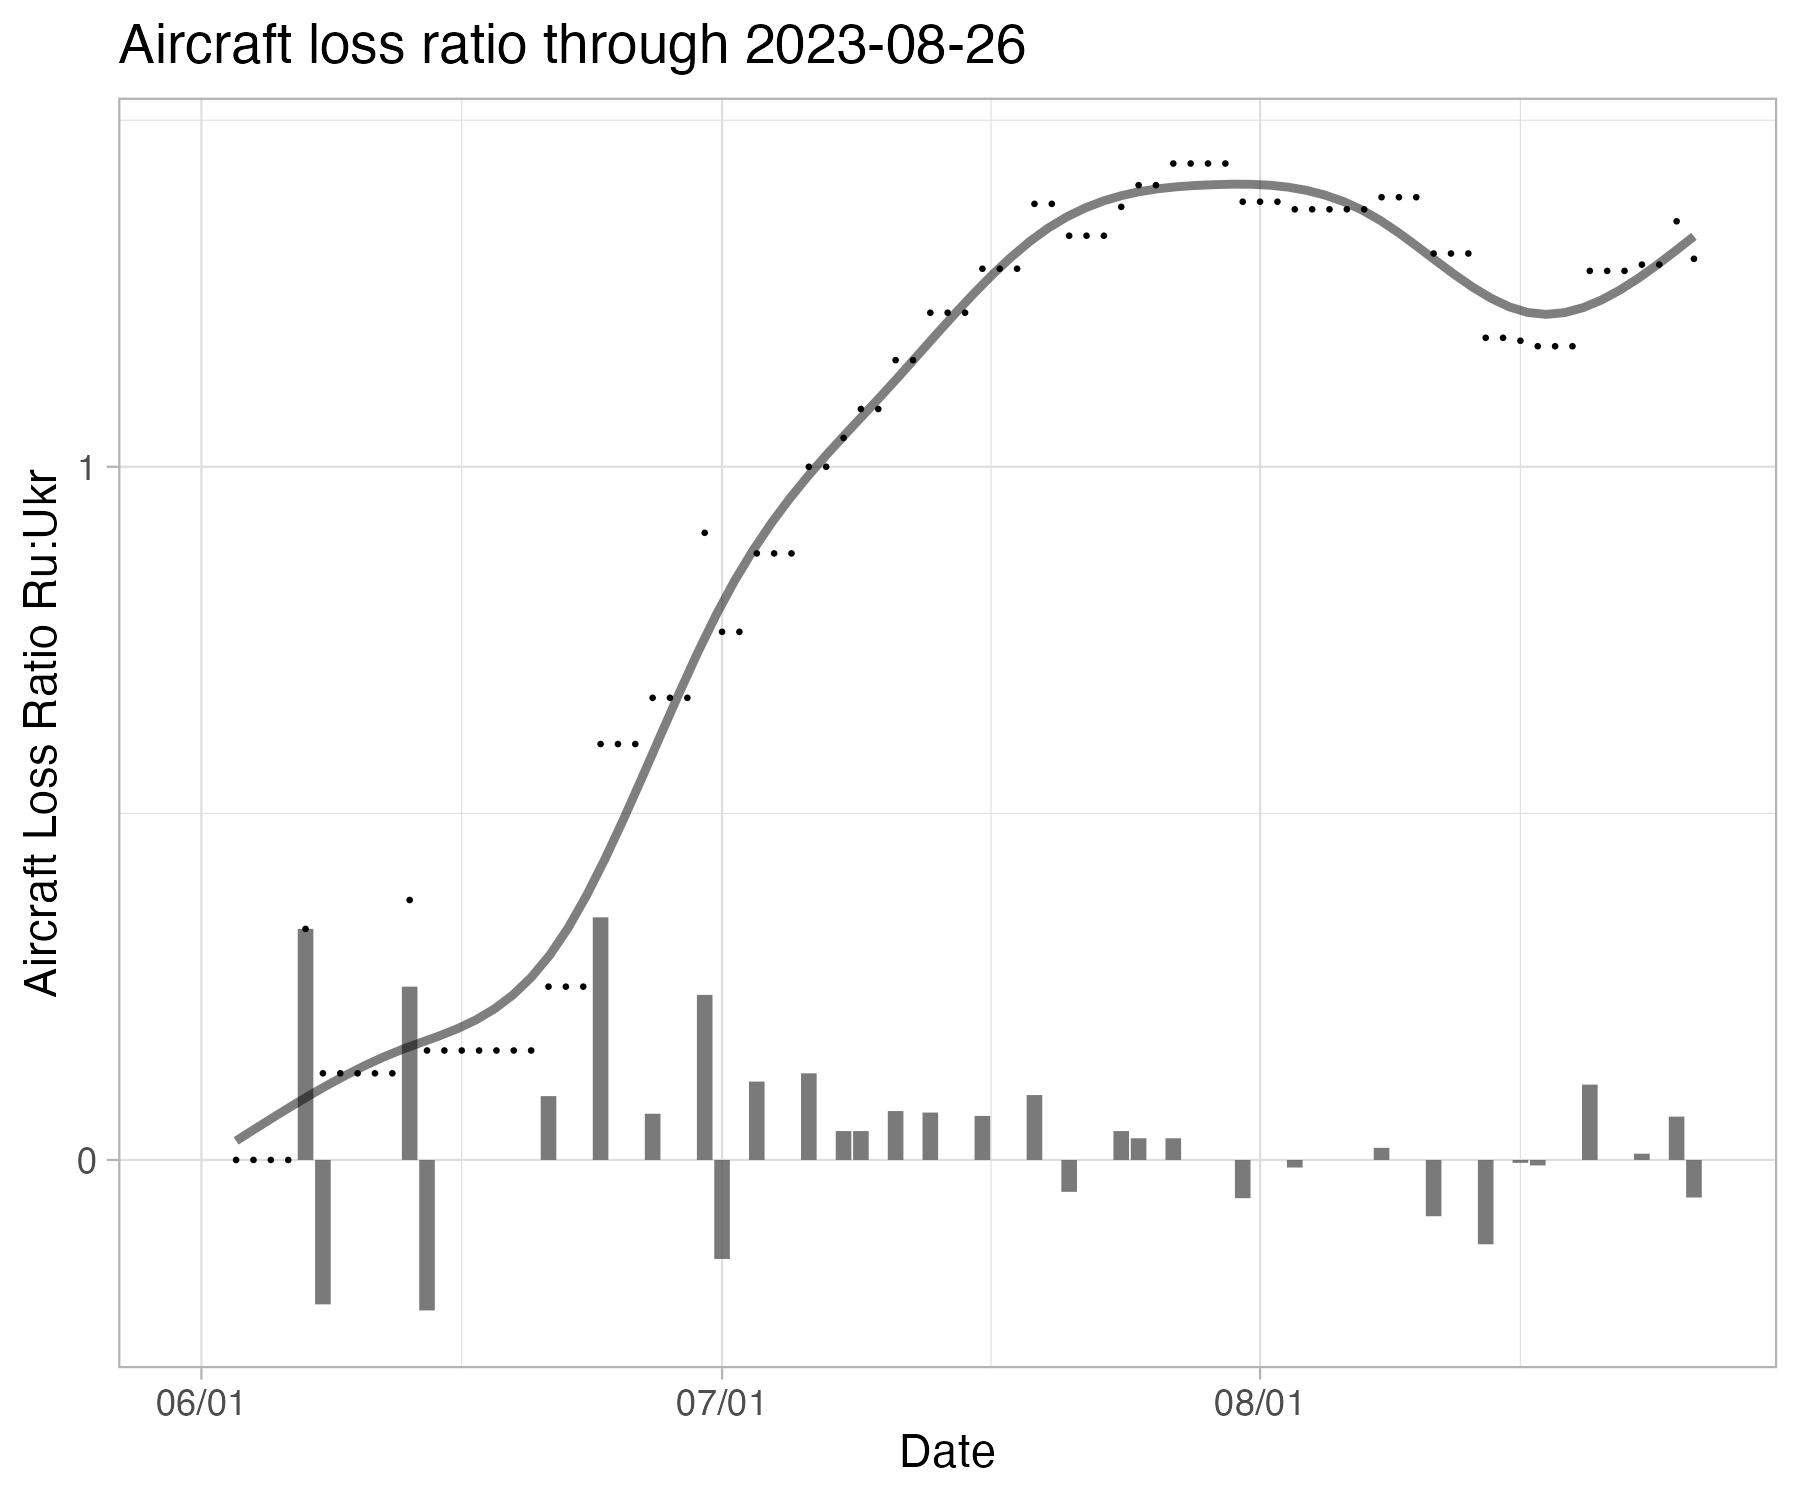 Aircraft loss ratio through 2023-08-26
Aircraft Loss Ratio Ru:Ukr
1
0
06/01
07/01
08/01
Date